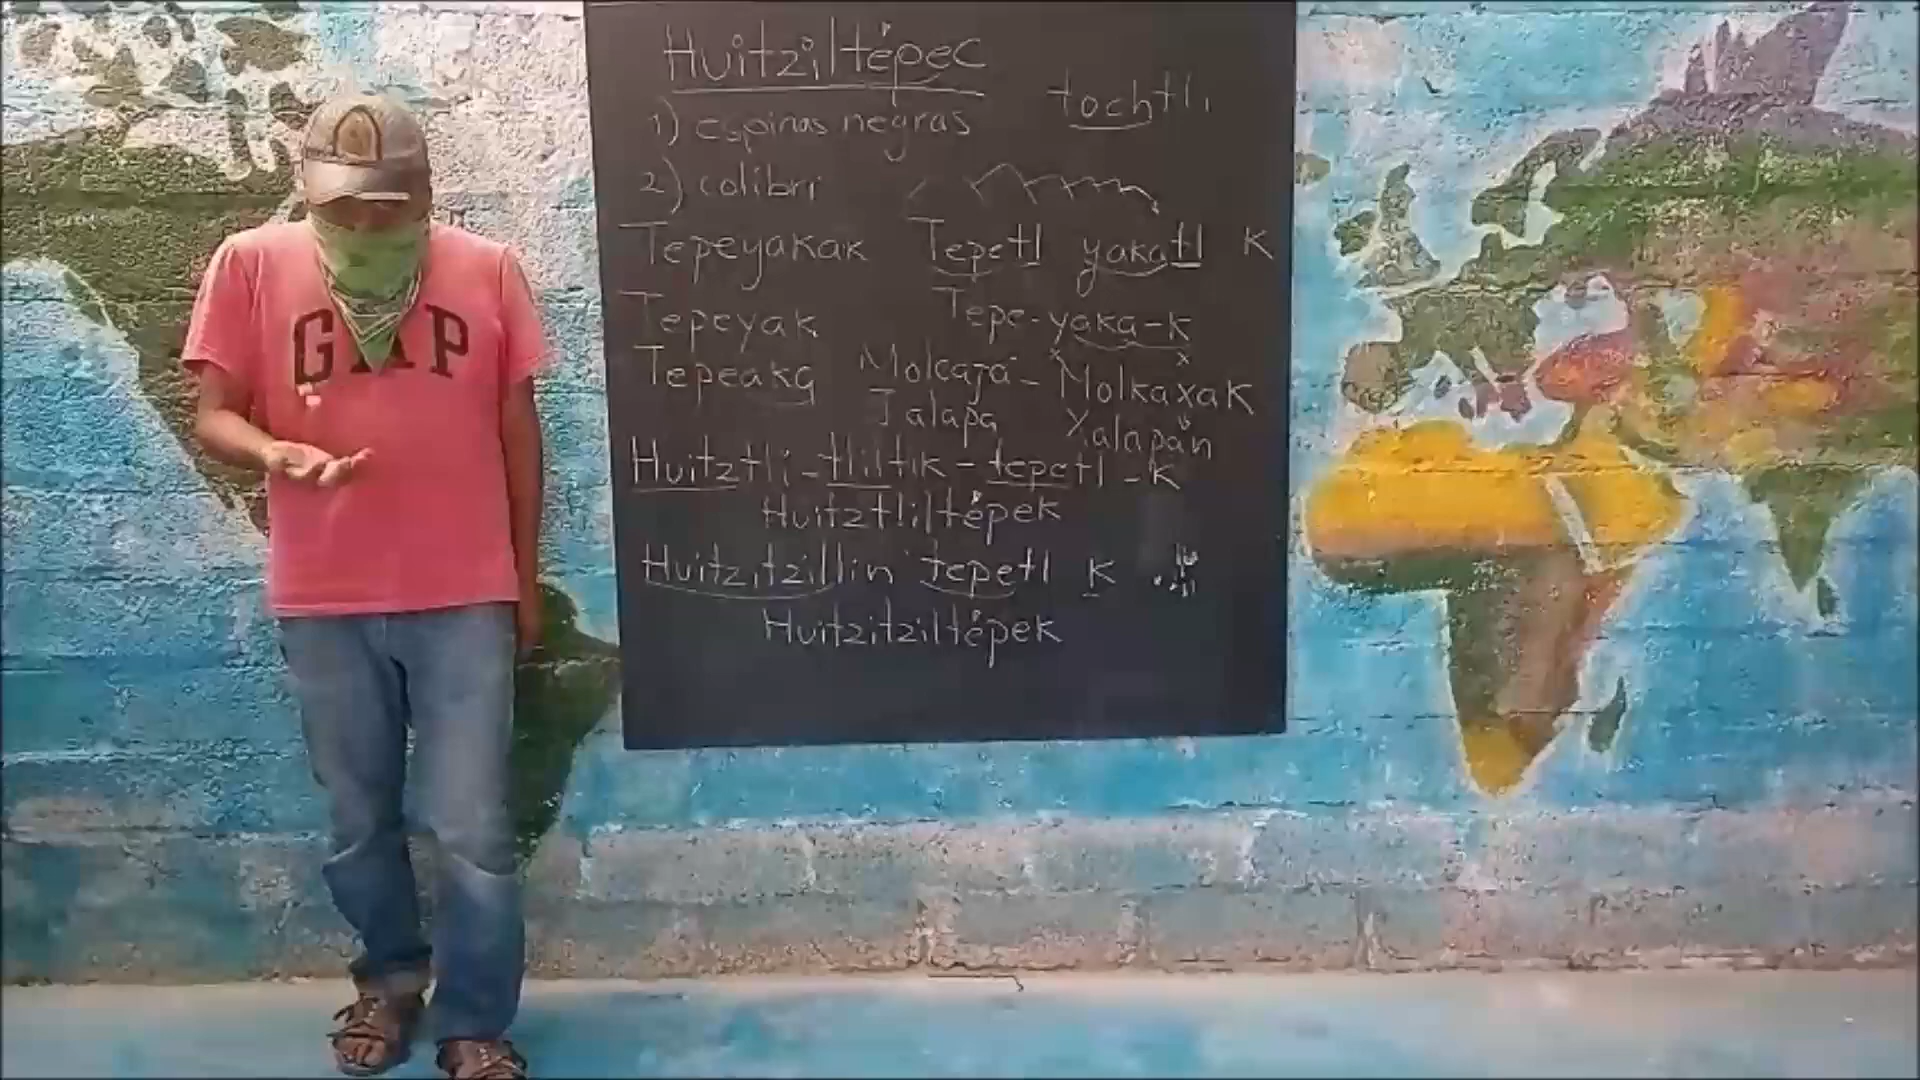 Huitziltépec
tochtli
1) espinas negras
2) colibri
Tepeyakak Tepetl yakatl K
Tepeyak Tepe-yaka-k
Tepeaka Molcajá - Molkaxak
Jalapa Xalapan
Huitztli - tliltik - tepetl - K
Huitztliltépek
Huitzitzillin tepetl K
Huitzitziltépek
GAP